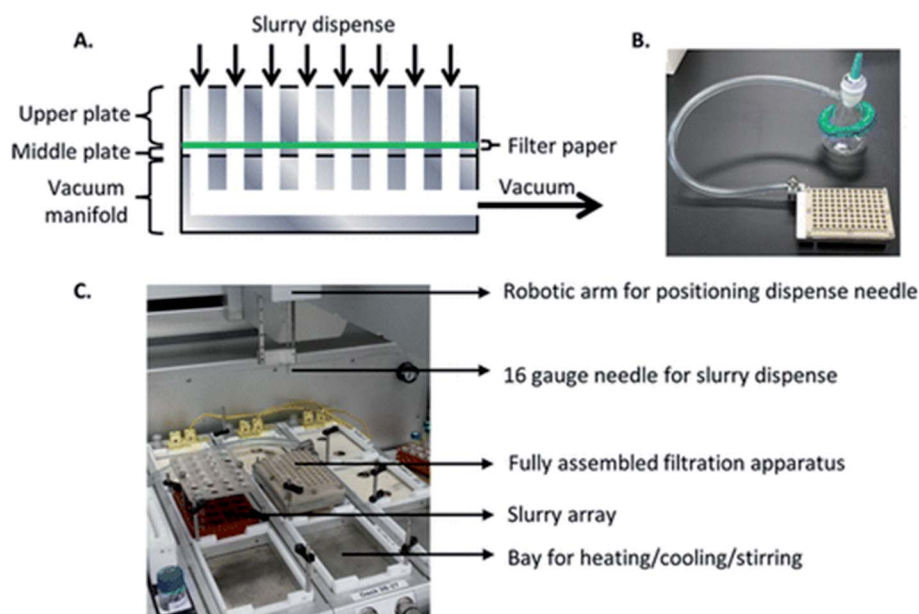 A.
Slurry dispense
B.
Upper plate
Middle plate
Filter paper
Vacuum
manifold
Vacuum
C.
Robotic arm for positioning dispense needle
16 gauge needle for slurry dispense
Fully assembled filtration apparatus
Slurry array
Bay for heating/cooling/stirring